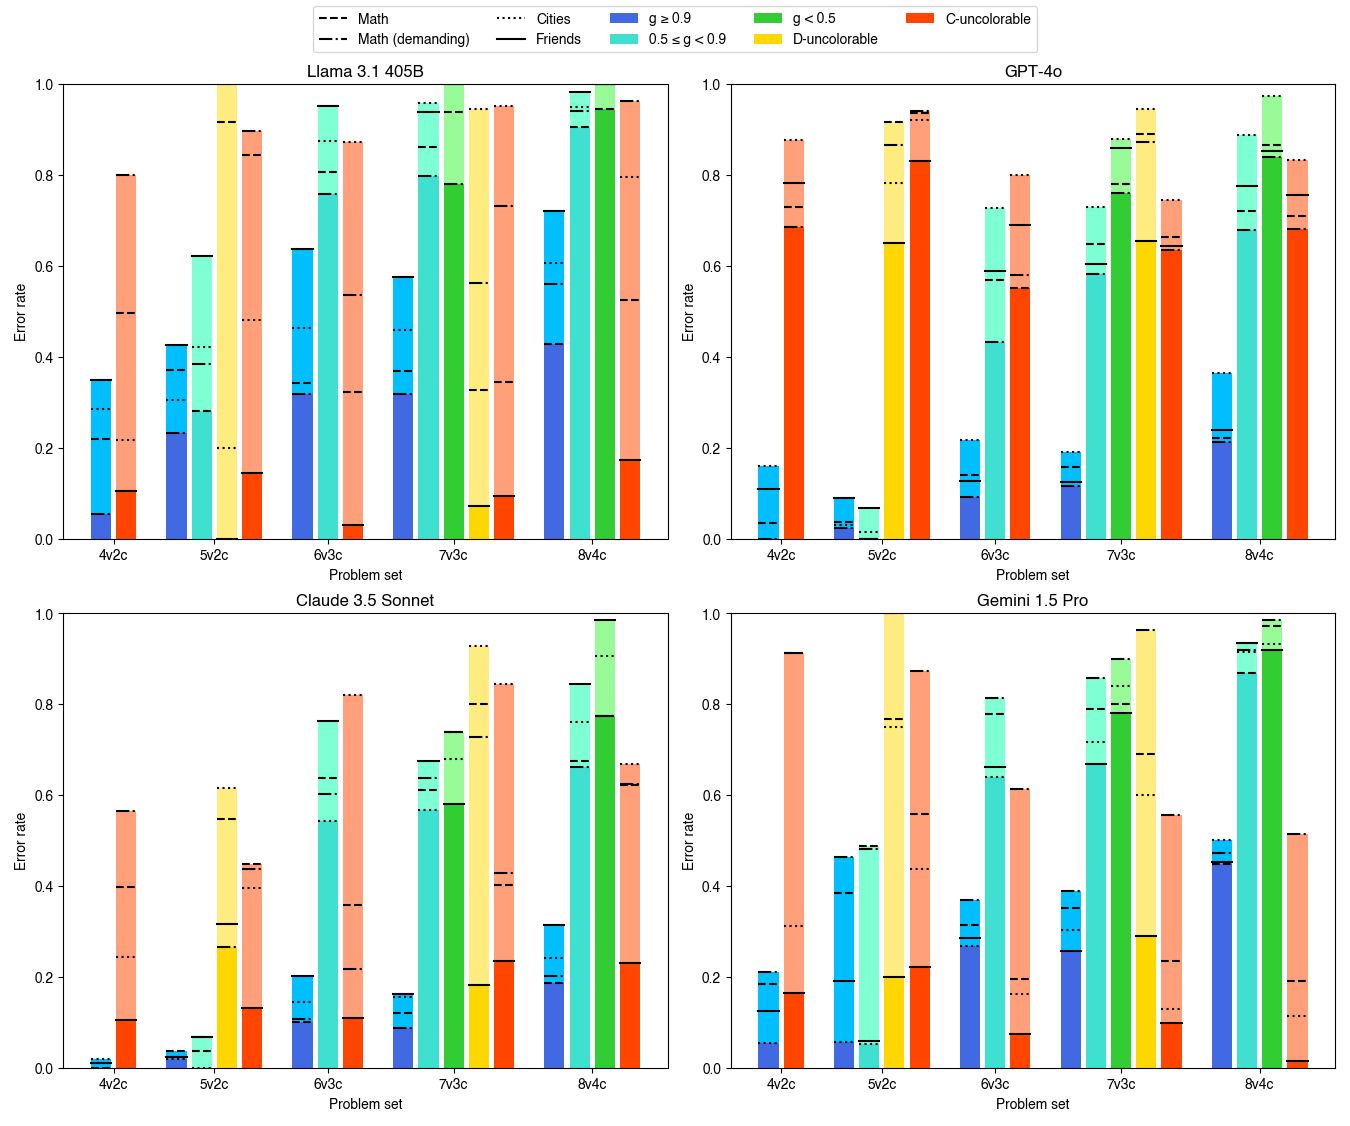 Math
Math (demanding)
Cities
Friends
g ≥ 0.9
0.5 ≤ g < 0.9
g < 0.5
D-uncolorable
C-uncolorable
Llama 3.1 405B
Error rate
1.0
0.8
0.6
0.4
0.2
0.0
4v2c 5v2c 6v3c 7v3c 8v4c
Problem set
GPT-4o
Error rate
1.0
0.8
0.6
0.4
0.2
0.0
4v2c 5v2c 6v3c 7v3c 8v4c
Problem set
Claude 3.5 Sonnet
Error rate
1.0
0.8
0.6
0.4
0.2
0.0
4v2c 5v2c 6v3c 7v3c 8v4c
Problem set
Gemini 1.5 Pro
Error rate
1.0
0.8
0.6
0.4
0.2
0.0
4v2c 5v2c 6v3c 7v3c 8v4c
Problem set